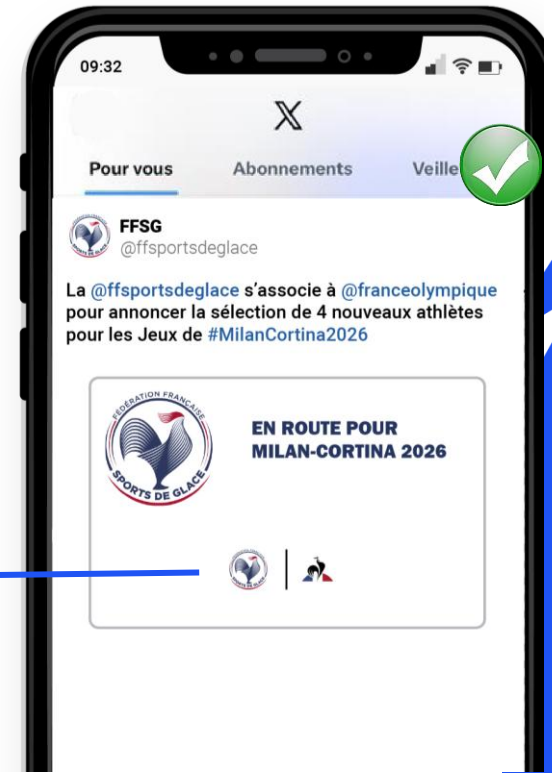 09:32
X
Pour vous Abonnements Veille
FFSG
@ffsportsdeglace
La @ffsportsdeglace s'associe à @franceolympique
pour annoncer la sélection de 4 nouveaux athlètes
pour les Jeux de #MilanCortina2026
FÉDÉRATION FRANÇAISE
SPORTS DE GLACE
EN ROUTE POUR
MILAN-CORTINA 2026